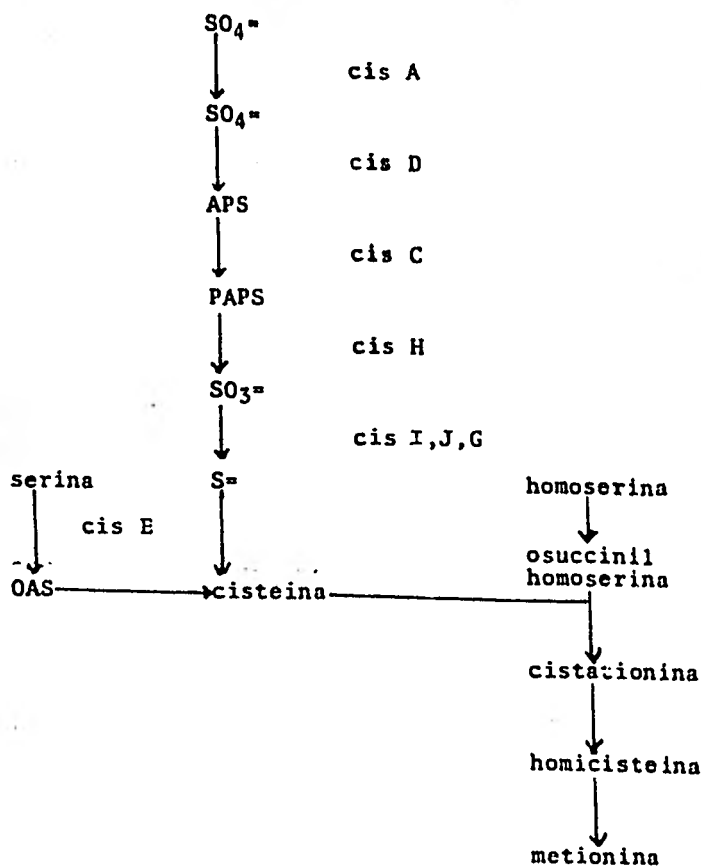 SO4=
cis A
SO4=
cis D
APS
cis C
PAPS
cis H
SO3=
cis I,J,G
serina
S=
homoserina
cis E
osuccinil
homoserina
OAS
cisteina
cistationina
homicisteina
metionina